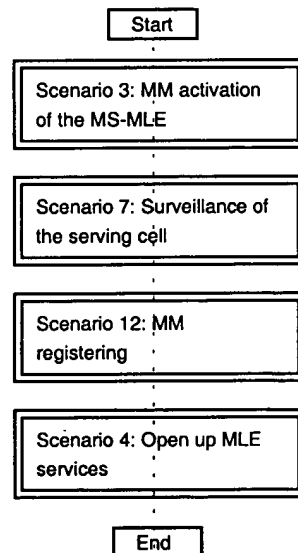 Start
Scenario 3: MM activation
of the MS-MLE
Scenario 7: Surveillance of
the serving cell
Scenario 12: MM
registering
Scenario 4: Open up MLE
services
End